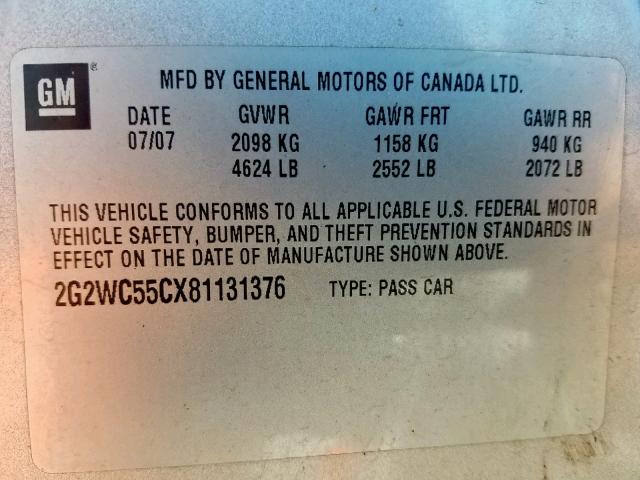 GM ® MFD BY GENERAL MOTORS OF CANADA LTD.
DATE GVWR GAWR FRT GAWR RR
07/07 2098 KG 1158 KG 940 KG
4624 LB 2552 LB 2072 LB
THIS VEHICLE CONFORMS TO ALL APPLICABLE U.S. FEDERAL MOTOR
VEHICLE SAFETY, BUMPER, AND THEFT PREVENTION STANDARDS IN
EFFECT ON THE DATE OF MANUFACTURE SHOWN ABOVE.
2G2WC55CX81131376 TYPE: PASS CAR